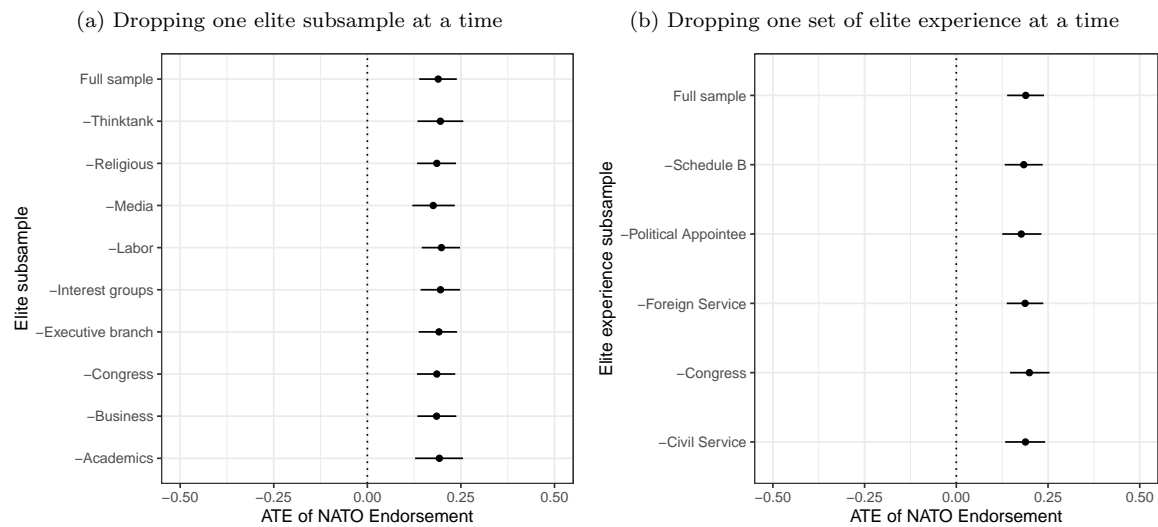 (a) Dropping one elite subsample at a time
Full sample
−Thinktank
−Religious
−Media
−Labor
−Interest groups
−Executive branch
−Congress
−Business
−Academics
Elite subsample
−0.50
−0.25
0.00
0.25
0.50
ATE of NATO Endorsement
(b) Dropping one set of elite experience at a time
Full sample
−Schedule B
−Political Appointee
−Foreign Service
−Congress
−Civil Service
Elite experience subsample
−0.50
−0.25
0.00
0.25
0.50
ATE of NATO Endorsement